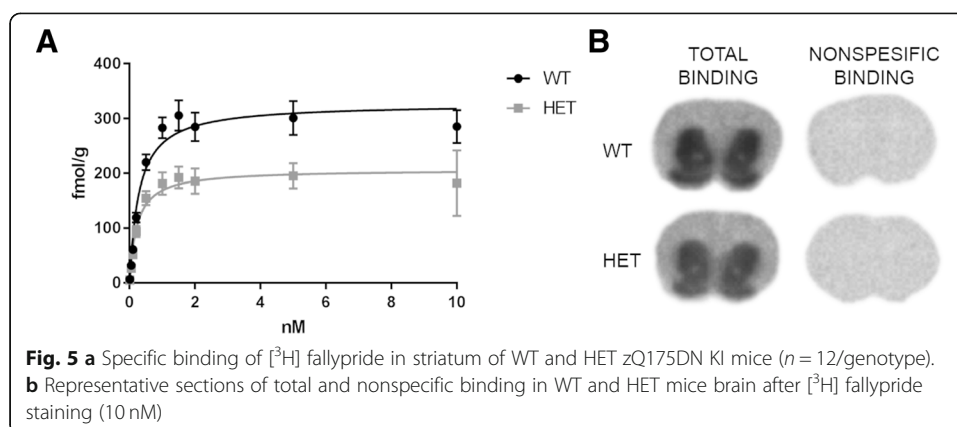 A
400
300
200
100
0
fmol/g
0
2
4
6
8
10
nM
WT
HET
B
TOTAL
BINDING
NONSPESIFIC
BINDING
WT
HET
Fig. 5 a Specific binding of [³H] fallypride in striatum of WT and HET zQ175DN KI mice (n = 12/genotype).
b Representative sections of total and nonspecific binding in WT and HET mice brain after [³H] fallypride
staining (10 nM)